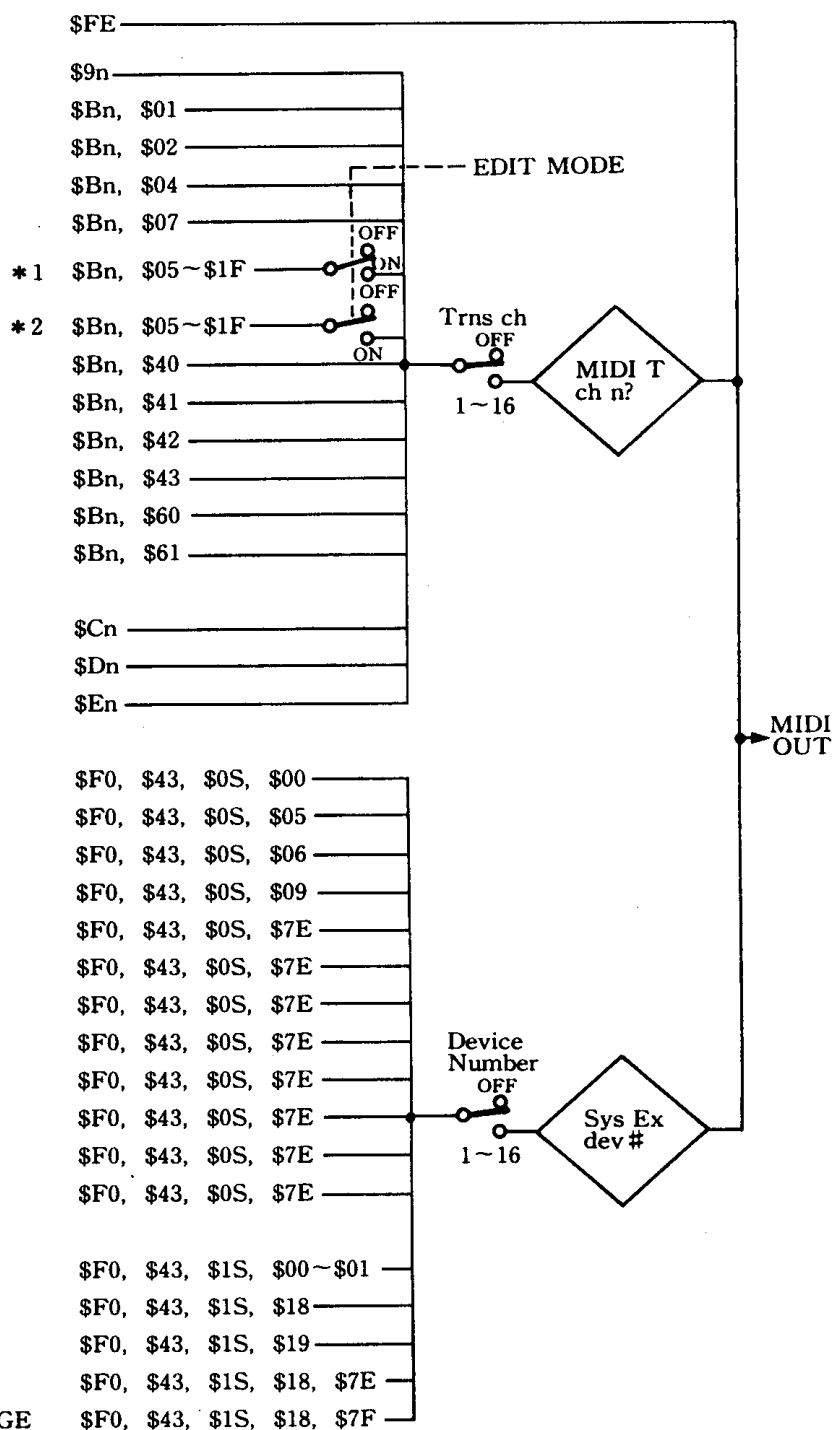 $FE
$9n
$Bn, $01
$Bn, $02
EDIT MODE
$Bn, $04
$Bn, $07
OFF
*1 $Bn, $05~$1F
ON
OFF
*2 $Bn, $05~$1F
ON
Trns ch
OFF
1~16
MIDI T
ch n?
$Bn, $40
$Bn, $41
$Bn, $42
$Bn, $43
$Bn, $60
$Bn, $61
$Cn
$Dn
$En
MIDI
OUT
$F0, $43, $0S, $00
$F0, $43, $0S, $05
$F0, $43, $0S, $06
$F0, $43, $0S, $09
$F0, $43, $0S, $7E
$F0, $43, $0S, $7E
$F0, $43, $0S, $7E
$F0, $43, $0S, $7E
$F0, $43, $0S, $7E
$F0, $43, $0S, $7E
$F0, $43, $0S, $7E
$F0, $43, $0S, $7E
Device
Number
OFF
1~16
Sys Ex
dev#
$F0, $43, $1S, $00~$01
$F0, $43, $1S, $18
$F0, $43, $1S, $19
$F0, $43, $1S, $18, $7E
GE $F0, $43, $1S, $18, $7F